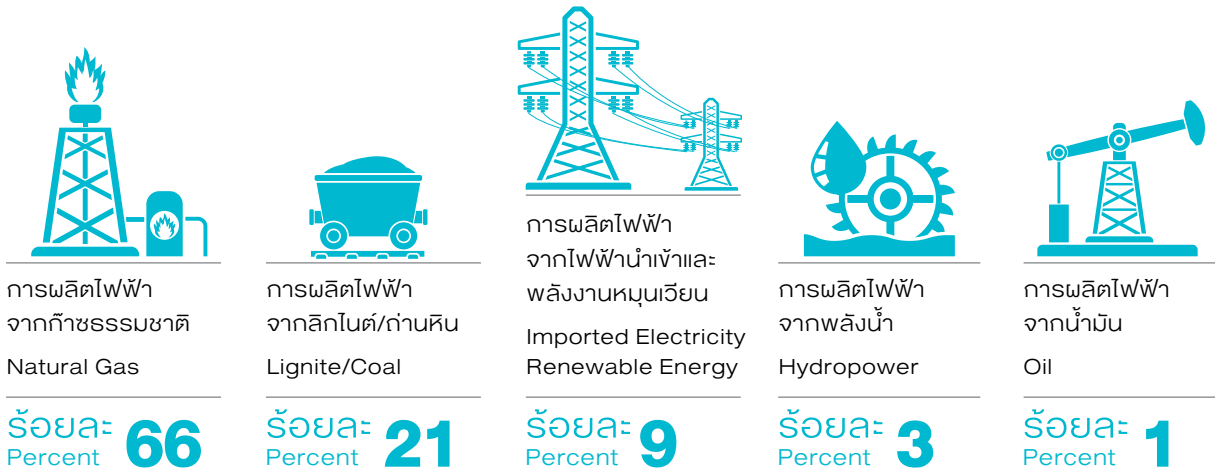 การผลิตไฟฟ้า
จากก๊าซธรรมชาติ
Natural Gas
ร้อยละ 66
Percent
การผลิตไฟฟ้า
จากลิกไนต์/ถ่านหิน
Lignite/Coal
ร้อยละ 21
Percent
การผลิตไฟฟ้า
จากไฟฟ้านำเข้าและ
พลังงานหมุนเวียน
Imported Electricity
Renewable Energy
ร้อยละ 9
Percent
การผลิตไฟฟ้า
จากพลังน้ำ
Hydropower
ร้อยละ 3
Percent
การผลิตไฟฟ้า
จากน้ำมัน
Oil
ร้อยละ 1
Percent